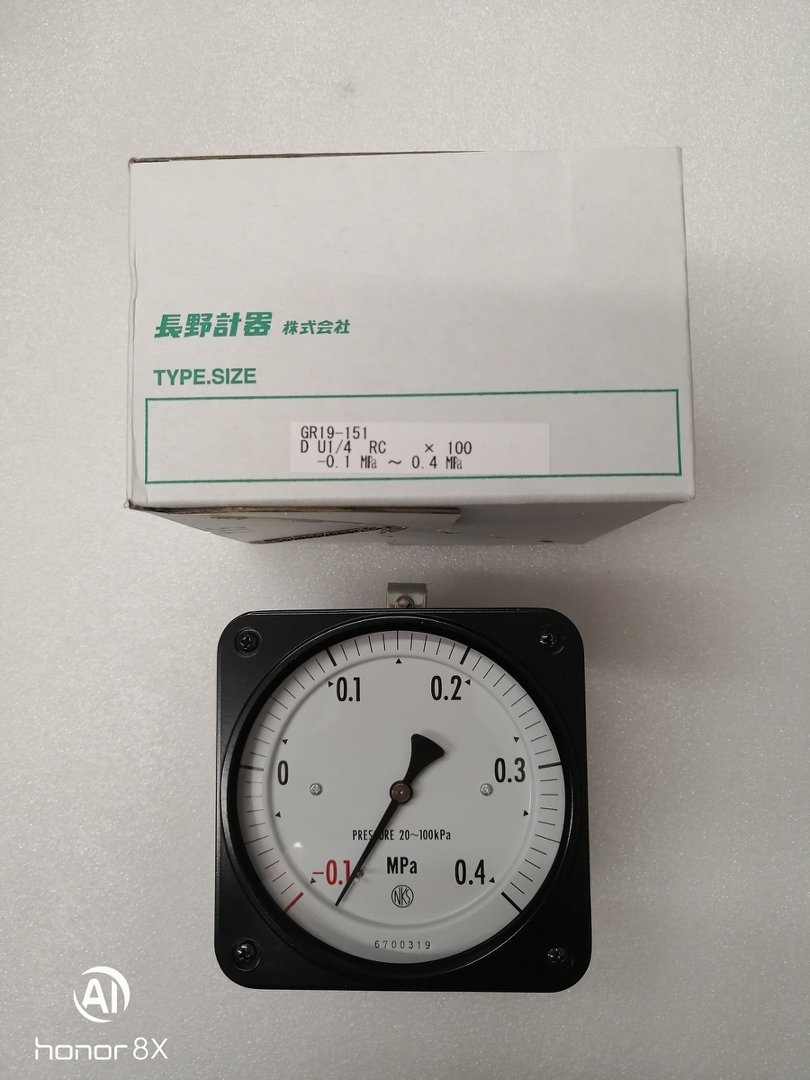 長野計器 株式会社
TYPE.SIZE
GR19-151
D U1/4 RC × 100
-0.1 MPa ～ 0.4 MPa
0.1 0.2
0 0.3
PRESSURE 20~100kPa
-0.1 MPa 0.4
NKS
6700319
AI
honor 8X